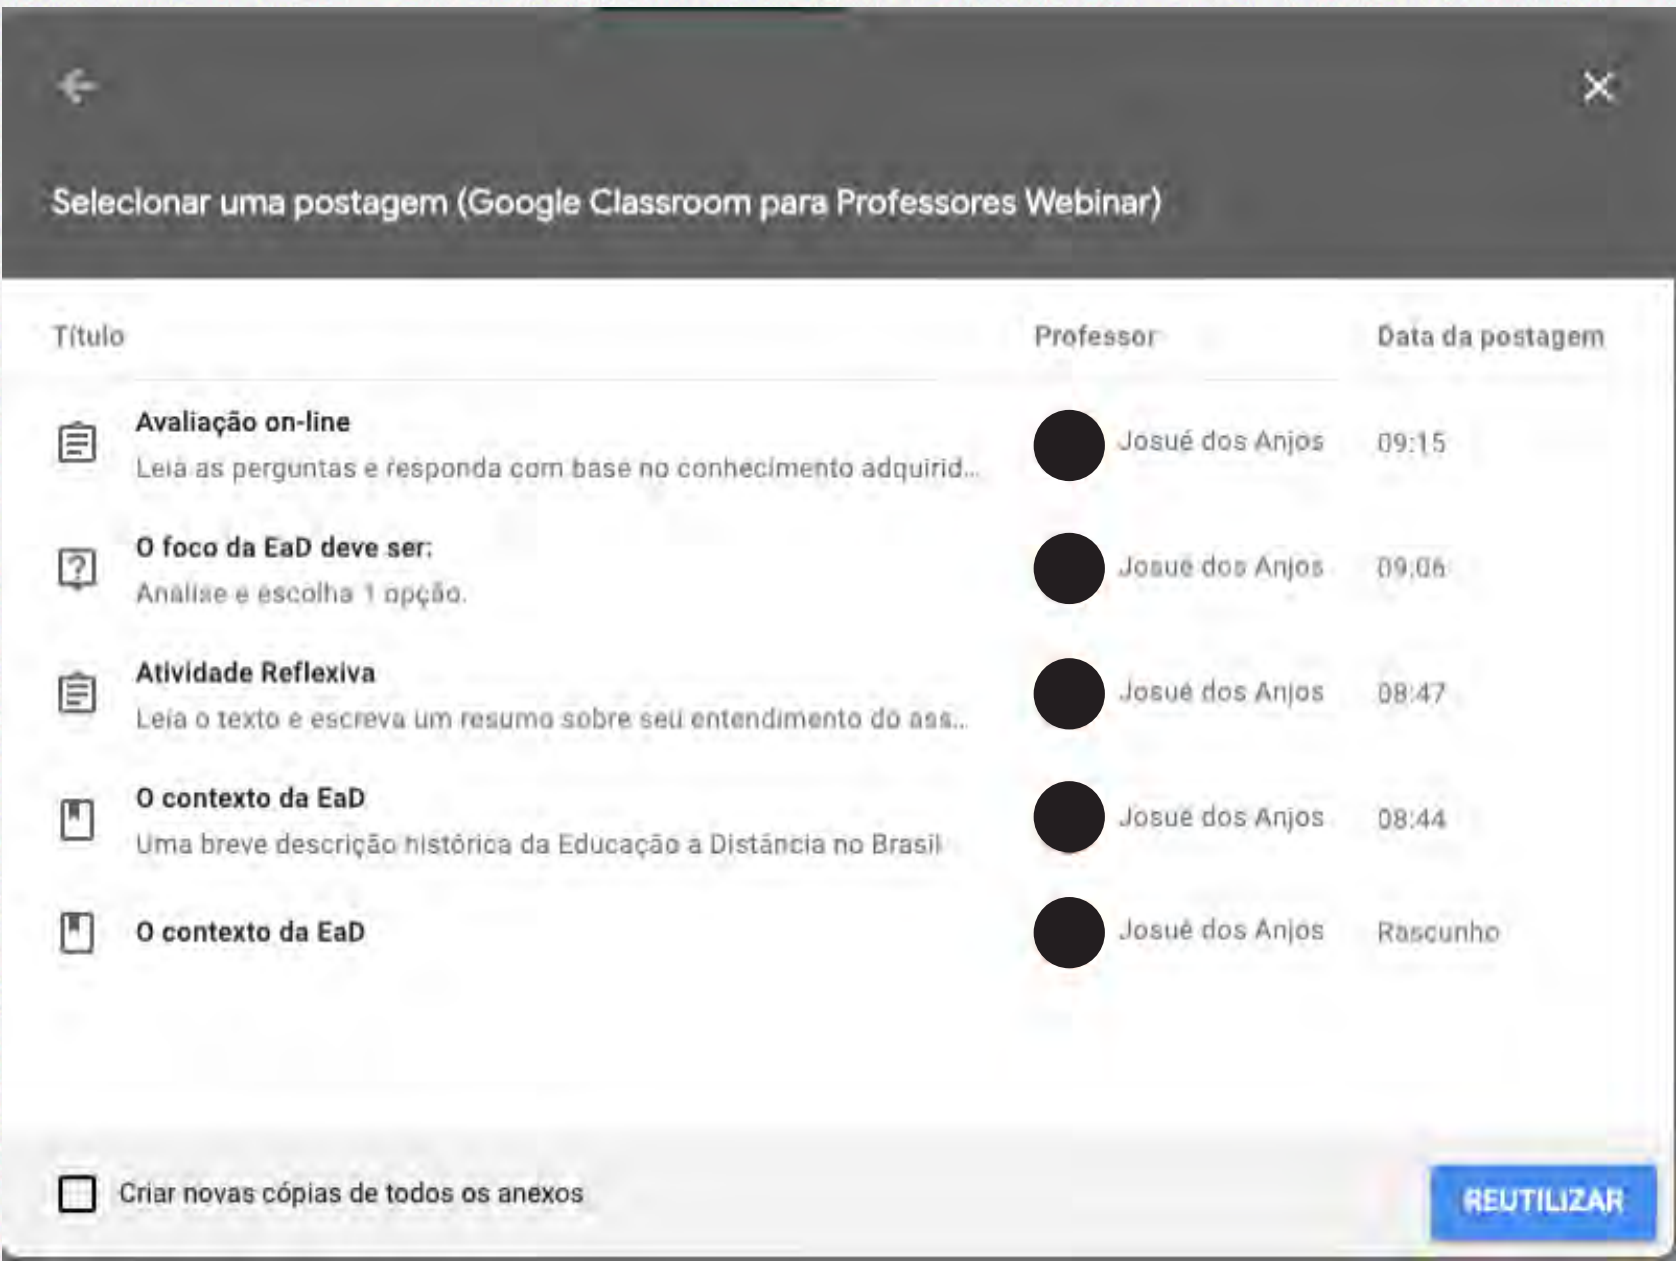 Selecionar uma postagem (Google Classroom para Professores Webinar)
Título Professor Data da postagem
Avaliação on-line
Leia as perguntas e responda com base no conhecimento adquirid...
Josué dos Anjos 09:15
O foco da EaD deve ser:
Analise e escolha 1 opção.
Josué dos Anjos 09:06
Atividade Reflexiva
Leia o texto e escreva um resumo sobre seu entendimento do ass...
Josué dos Anjos 08:47
O contexto da EaD
Uma breve descrição histórica da Educação a Distância no Brasil
Josué dos Anjos 08:44
O contexto da EaD Josué dos Anjos Rascunho
Criar novas cópias de todos os anexos
REUTILIZAR